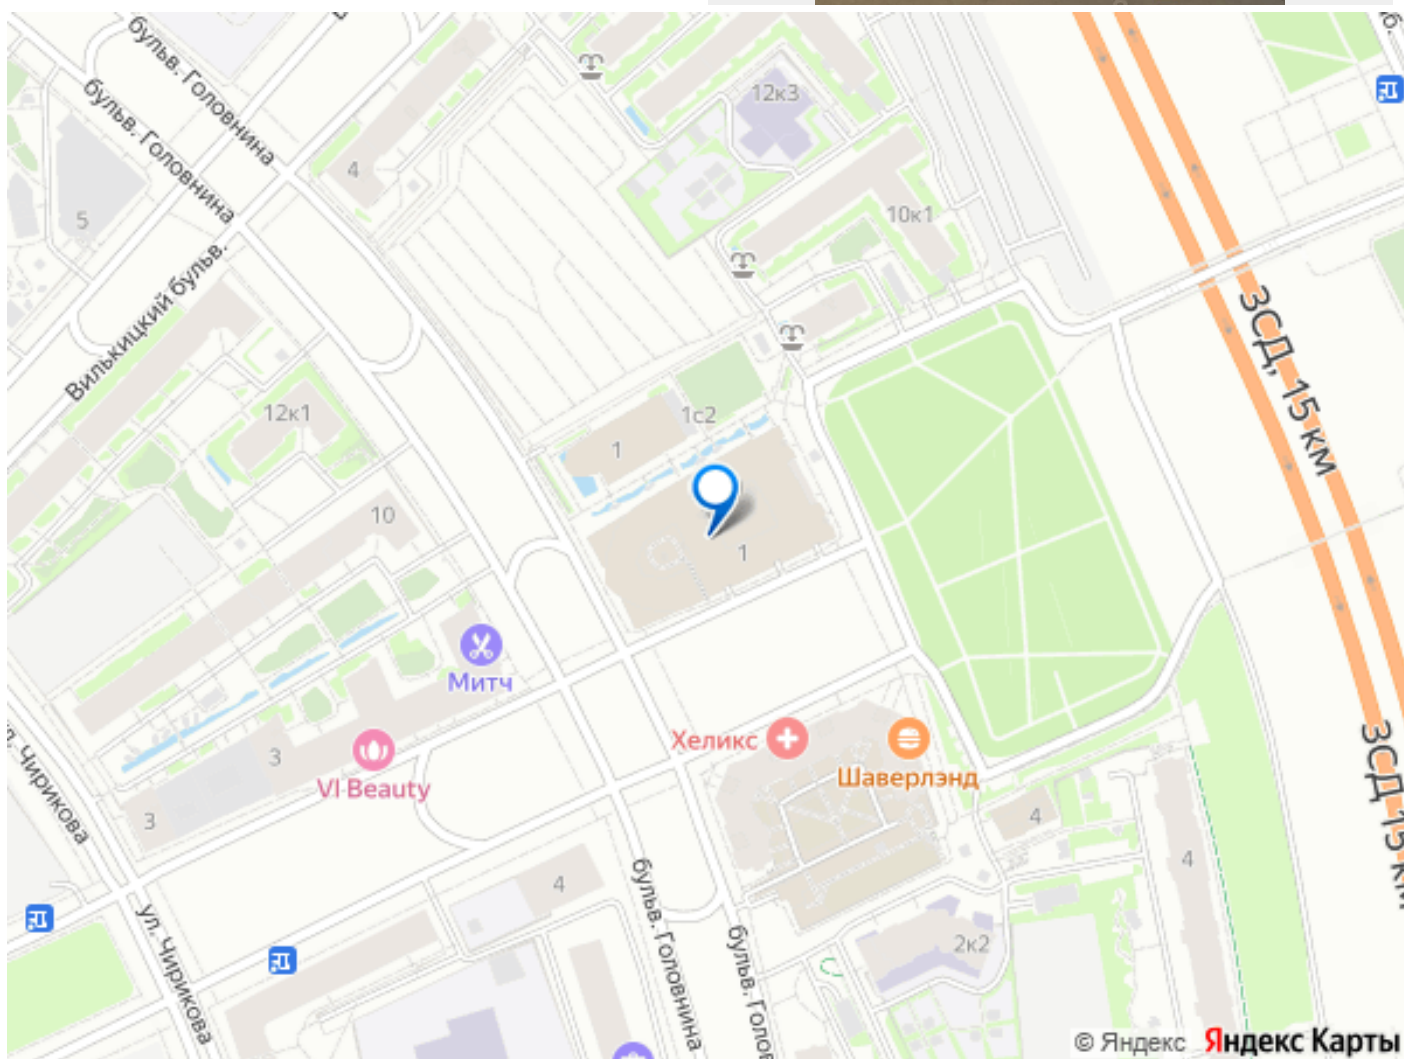 бульв. Головнина
бульв. Головнина
Вилькицкий бульв.
5
4
12к3
10к1
12к1
1с2
1
10
1
ЗСД, 15 км
Митч
3
VI Beauty
3
Хеликс
Шаверлэнд
4
4
4
2к2
ул. Чирикова
бульв. Головнина
бульв. Голов
ЗСД 15 км
© Яндекс Яндекс Карты